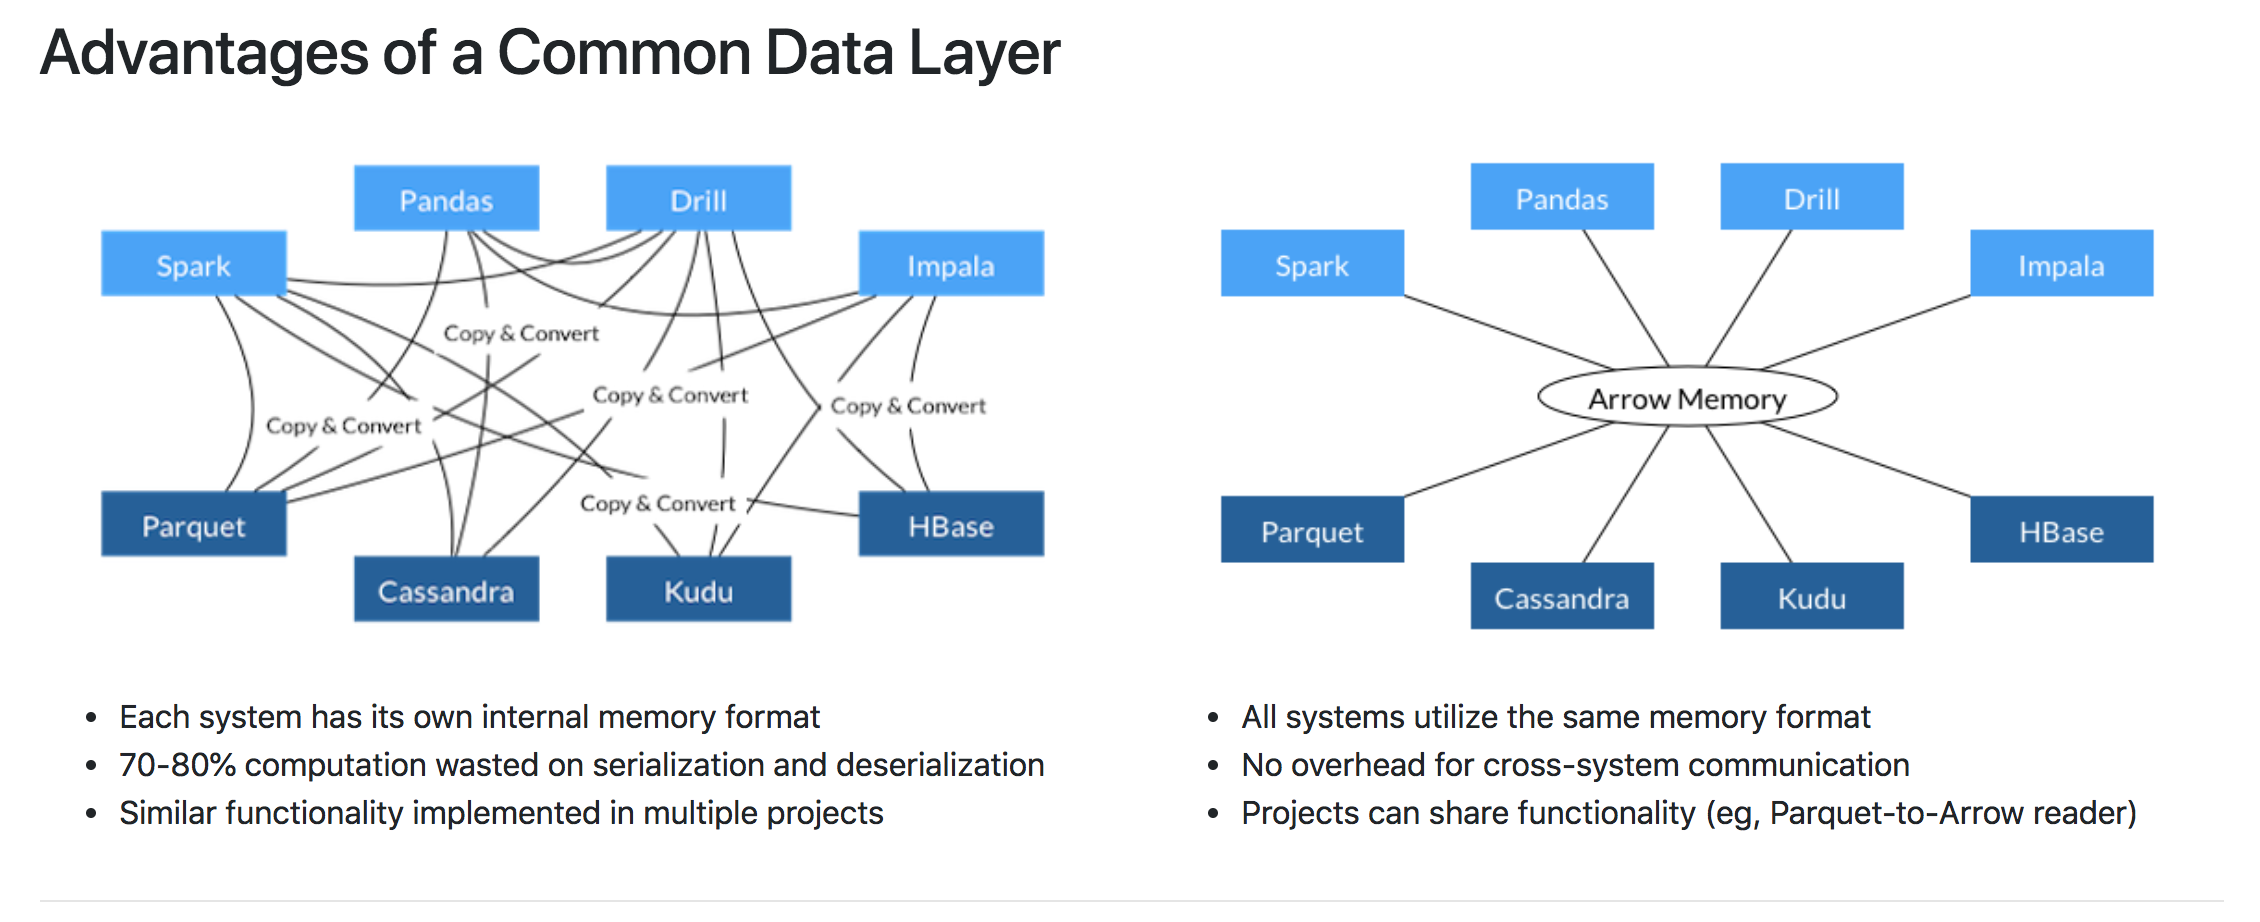 Advantages of a Common Data Layer
Pandas
Drill
Spark
Impala
Copy & Convert
Copy & Convert
Copy & Convert
Copy & Convert
Copy & Convert
Parquet
HBase
Cassandra
Kudu
• Each system has its own internal memory format
• 70-80% computation wasted on serialization and deserialization
• Similar functionality implemented in multiple projects
Pandas
Drill
Spark
Impala
Arrow Memory
Parquet
HBase
Cassandra
Kudu
• All systems utilize the same memory format
• No overhead for cross-system communication
• Projects can share functionality (eg, Parquet-to-Arrow reader)